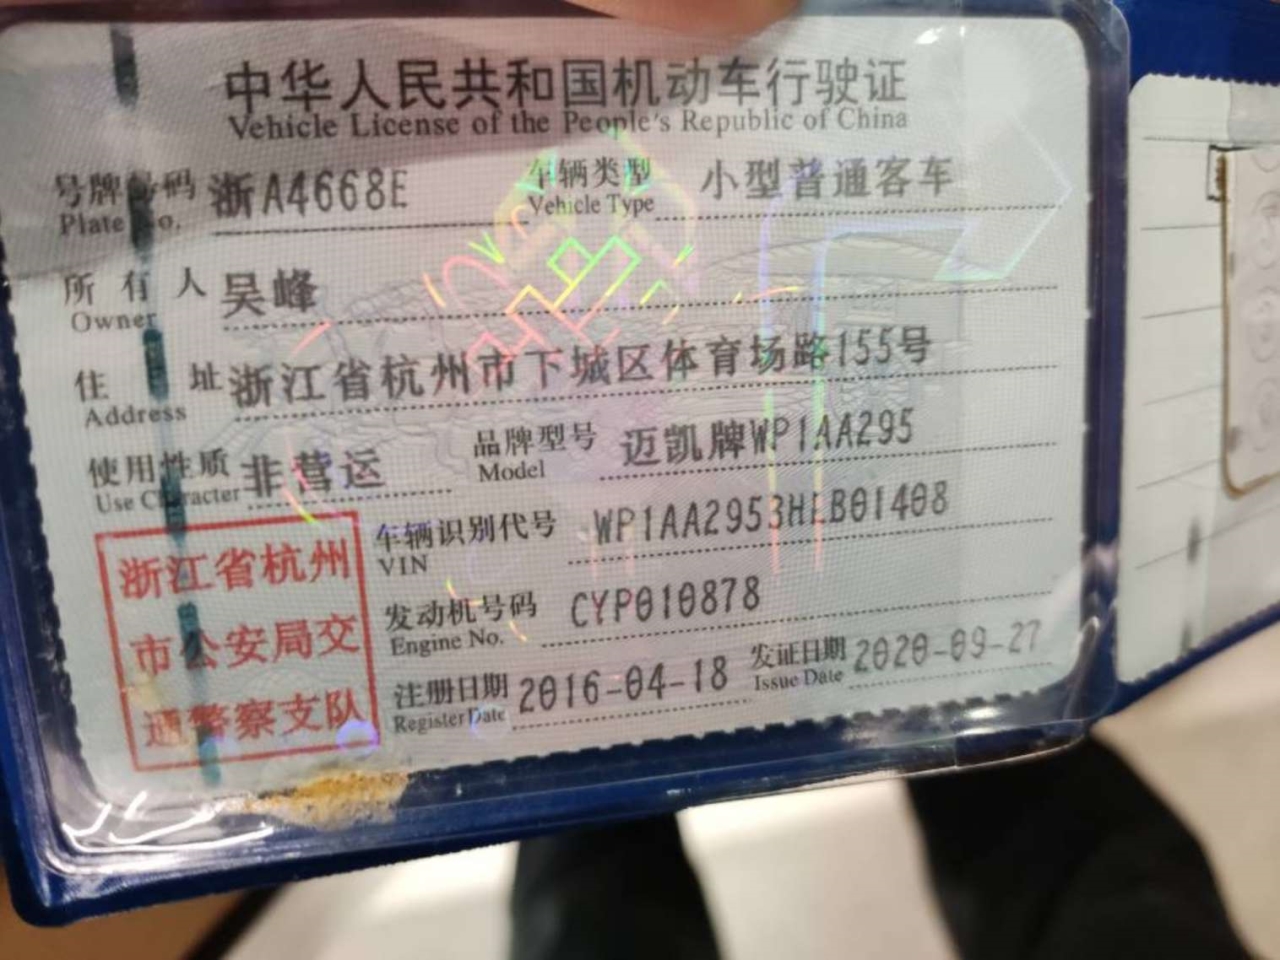 中华人民共和国机动车行驶证
Vehicle License of the People's Republic of China
号牌号码 浙A4668E 车辆类型 小型普通客车
Plate No. Vehicle Type
所有人 吴峰
Owner
住址 浙江省杭州市下城区体育场路155号
Address
使用性质 非营运 品牌型号 迈凯牌WP1AA295
Use Character Model
车辆识别代号 WP1AA2953HLB01408
VIN
发动机号码 CYP010878
Engine No.
注册日期 2016-04-18 发证日期 2020-09-27
Register Date Issue Date
浙江省杭州
市公安局交
通警察支队